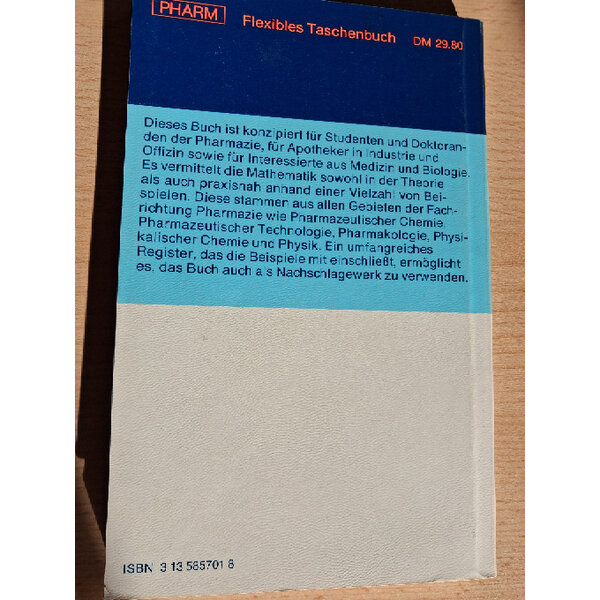 PHARM Flexibles Taschenbuch DM 29.80
Dieses Buch ist konzipiert für Studenten und Doktoran-
den der Pharmazie, für Apotheker in Industrie und
Offizin sowie für Interessierte aus Medizin und Biologie.
Es vermittelt die Mathematik sowohl in der Theorie
als auch praxisnah anhand einer Vielzahl von Bei-
spielen. Diese stammen aus allen Gebieten der Fach-
richtung Pharmazie wie Pharmazeutischer Chemie,
Pharmazeutischer Technologie, Pharmakologie, Physi-
kalischer Chemie und Physik. Ein umfangreiches
Register, das die Beispiele mit einschließt, ermöglicht
es, das Buch auch als Nachschlagewerk zu verwenden.
ISBN 3 13 585701 8